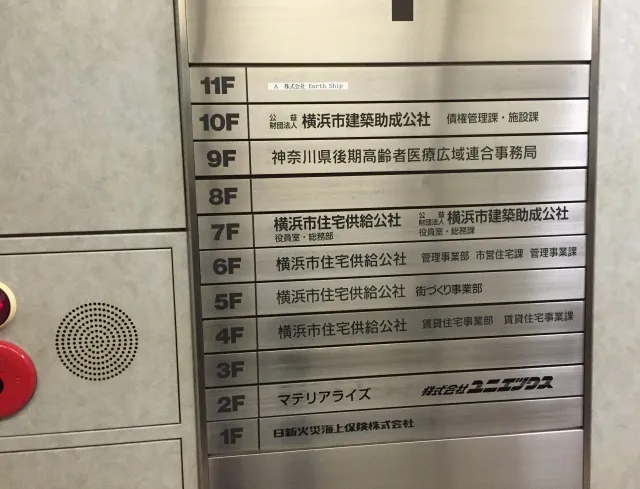 11F A 株式会社 Earth Ship
10F 公益財団法人 横浜市建築助成公社 債権管理課・施設課
9F 神奈川県後期高齢者医療広域連合事務局
8F
7F 横浜市住宅供給公社 役員室・総務部 公益財団法人 横浜市建築助成公社 役員室・総務課
6F 横浜市住宅供給公社 管理事業部 市営住宅課 管理事業課
5F 横浜市住宅供給公社 街づくり事業部
4F 横浜市住宅供給公社 賃貸住宅事業部 賃貸住宅事業課
3F
2F マテリアライズ 株式会社ユニエックス
1F 日新火災海上保険株式会社